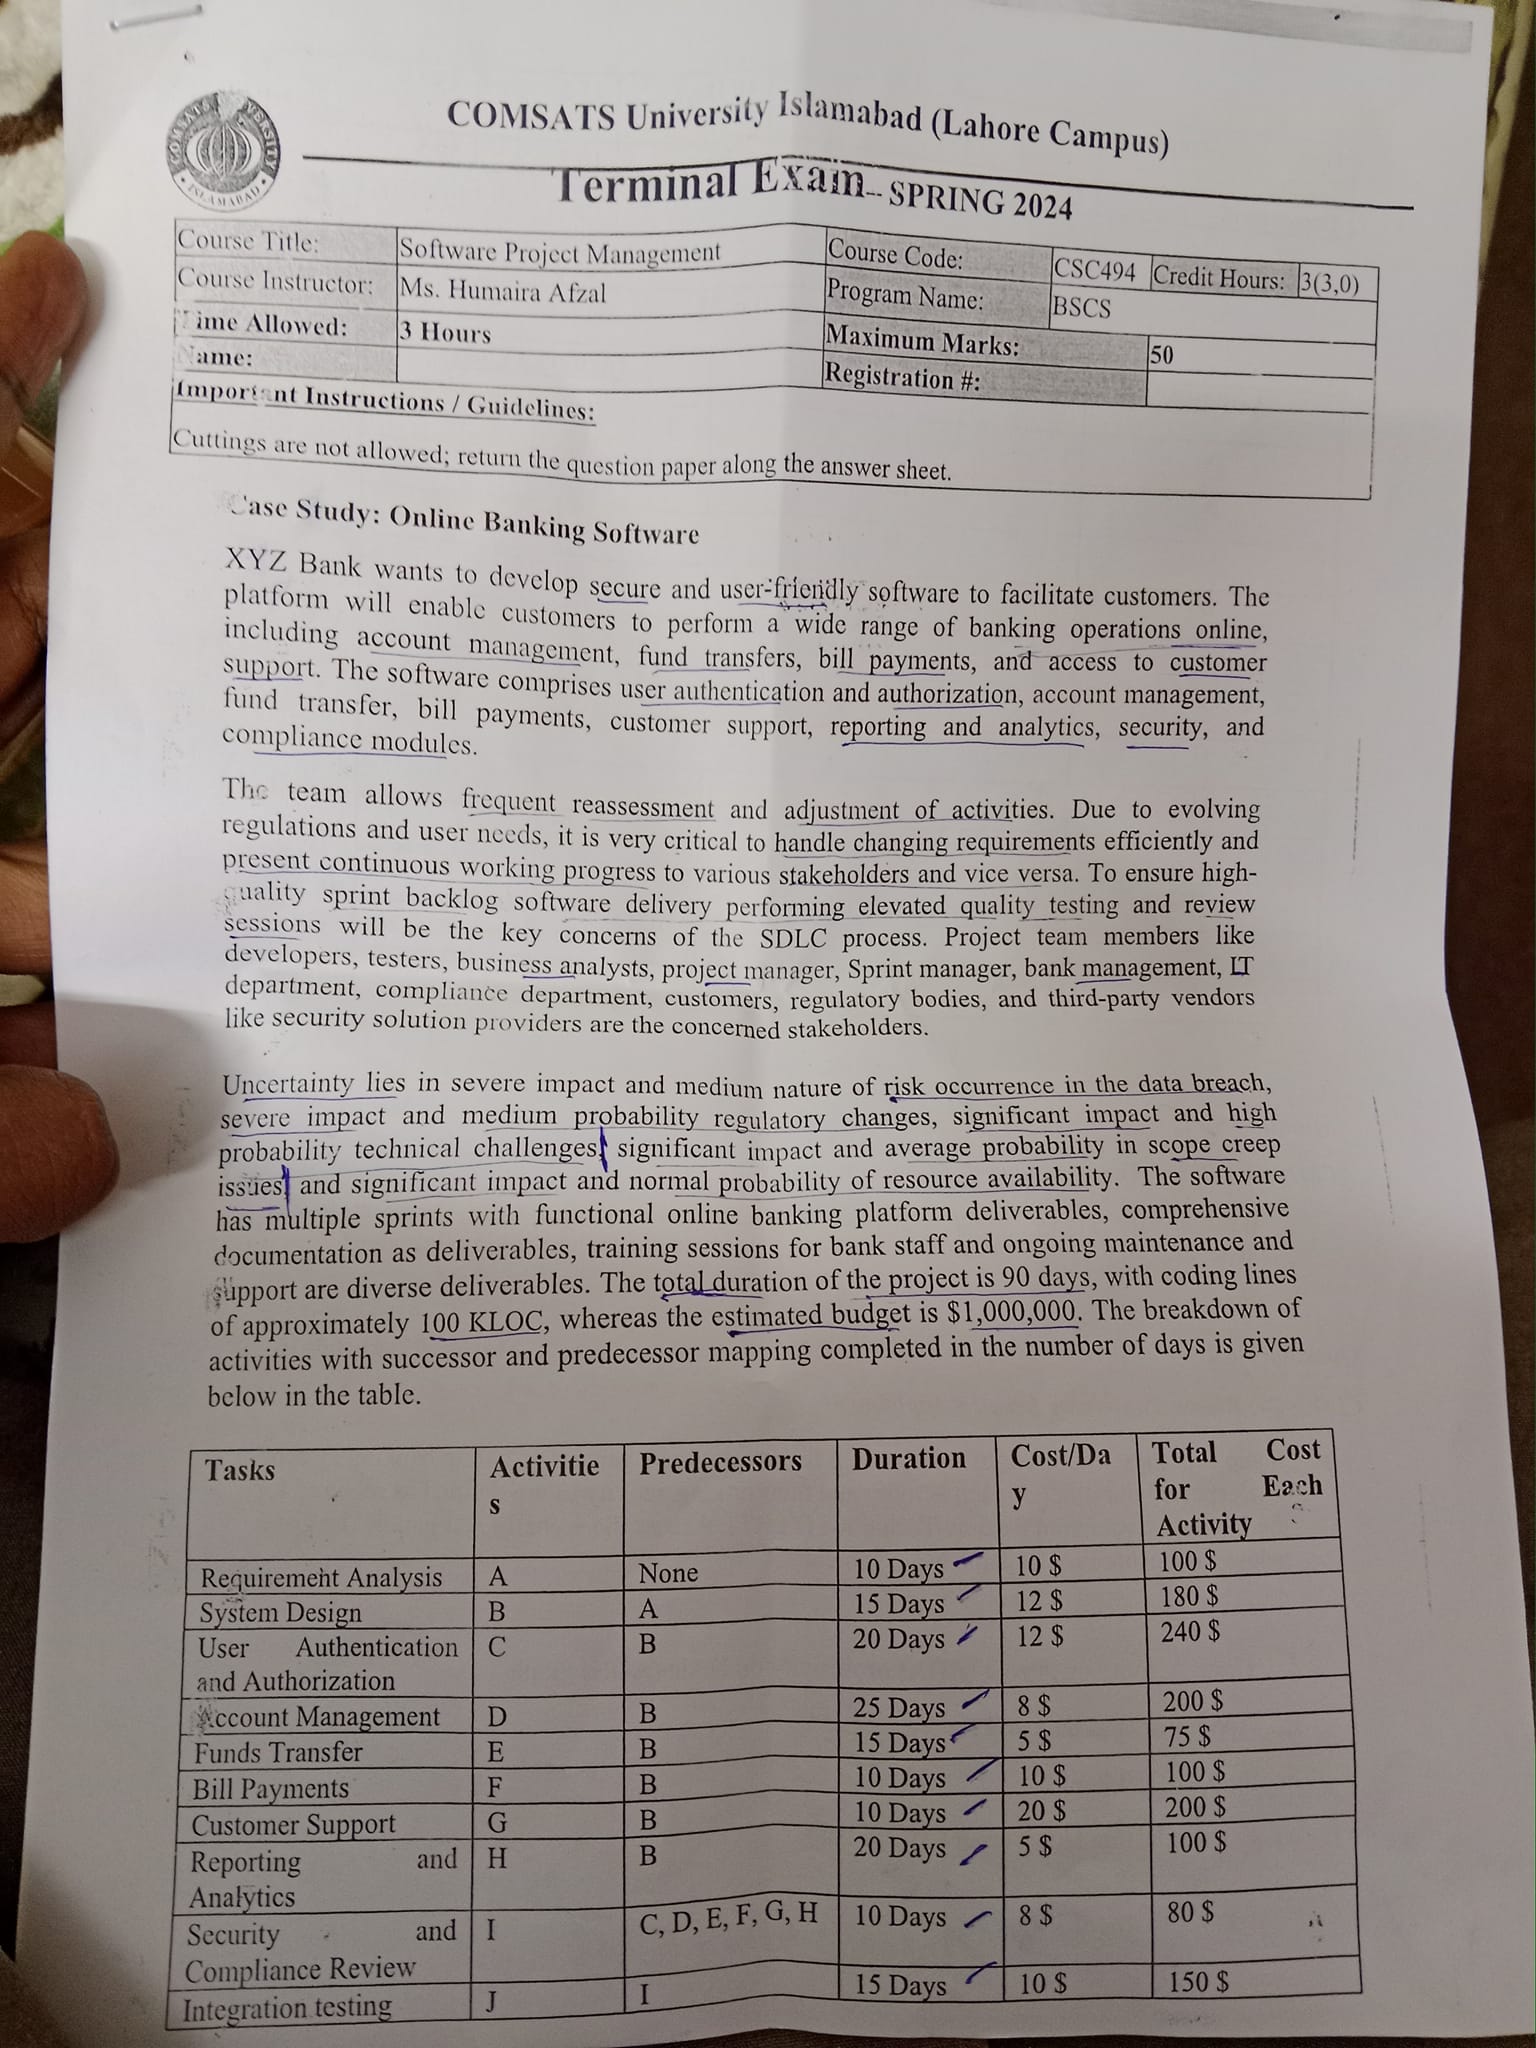 COMSATS UNIVERSITY
ISLAMABAD
COMSATS University Islamabad (Lahore Campus)
Terminal Exam-- SPRING 2024
Course Title: Software Project Management Course Code: CSC494 Credit Hours: 3(3,0)
Course Instructor: Ms. Humaira Afzal Program Name: BSCS
Time Allowed: 3 Hours Maximum Marks: 50
Name: Registration #:
Important Instructions / Guidelines:
Cuttings are not allowed; return the question paper along the answer sheet.
Case Study: Online Banking Software
XYZ Bank wants to develop secure and user-friendly software to facilitate customers. The
platform will enable customers to perform a wide range of banking operations online,
including account management, fund transfers, bill payments, and access to customer
support. The software comprises user authentication and authorization, account management,
fund transfer, bill payments, customer support, reporting and analytics, security, and
compliance modules.
The team allows frequent reassessment and adjustment of activities. Due to evolving
regulations and user needs, it is very critical to handle changing requirements efficiently and
present continuous working progress to various stakeholders and vice versa. To ensure high-
quality sprint backlog software delivery performing elevated quality testing and review
sessions will be the key concerns of the SDLC process. Project team members like
developers, testers, business analysts, project manager, Sprint manager, bank management, IT
department, compliance department, customers, regulatory bodies, and third-party vendors
like security solution providers are the concerned stakeholders.
Uncertainty lies in severe impact and medium nature of risk occurrence in the data breach,
severe impact and medium probability regulatory changes, significant impact and high
probability technical challenges, significant impact and average probability in scope creep
issues, and significant impact and normal probability of resource availability. The software
has multiple sprints with functional online banking platform deliverables, comprehensive
documentation as deliverables, training sessions for bank staff and ongoing maintenance and
support are diverse deliverables. The total duration of the project is 90 days, with coding lines
of approximately 100 KLOC, whereas the estimated budget is $1,000,000. The breakdown of
activities with successor and predecessor mapping completed in the number of days is given
below in the table.
Tasks Activitie Predecessors Duration Cost/Da Total Cost
s y for Each
Activity
Requirement Analysis A None 10 Days 10 $ 100 $
System Design B A 15 Days 12 $ 180 $
User Authentication C B 20 Days 12 $ 240 $
and Authorization
Account Management D B 25 Days 8 $ 200 $
Funds Transfer E B 15 Days 5 $ 75 $
Bill Payments F B 10 Days 10 $ 100 $
Customer Support G B 10 Days 20 $ 200 $
Reporting and H B 20 Days 5 $ 100 $
Analytics
Security and I C, D, E, F, G, H 10 Days 8 $ 80 $
Compliance Review
Integration testing J I 15 Days 10 $ 150 $